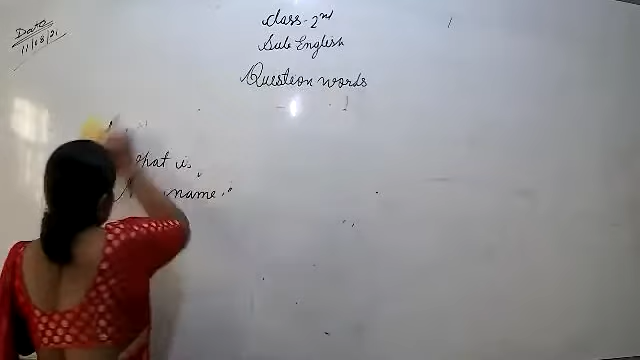 Date
11/08/21
Class-2nd
Sub English
Question words
What is
name